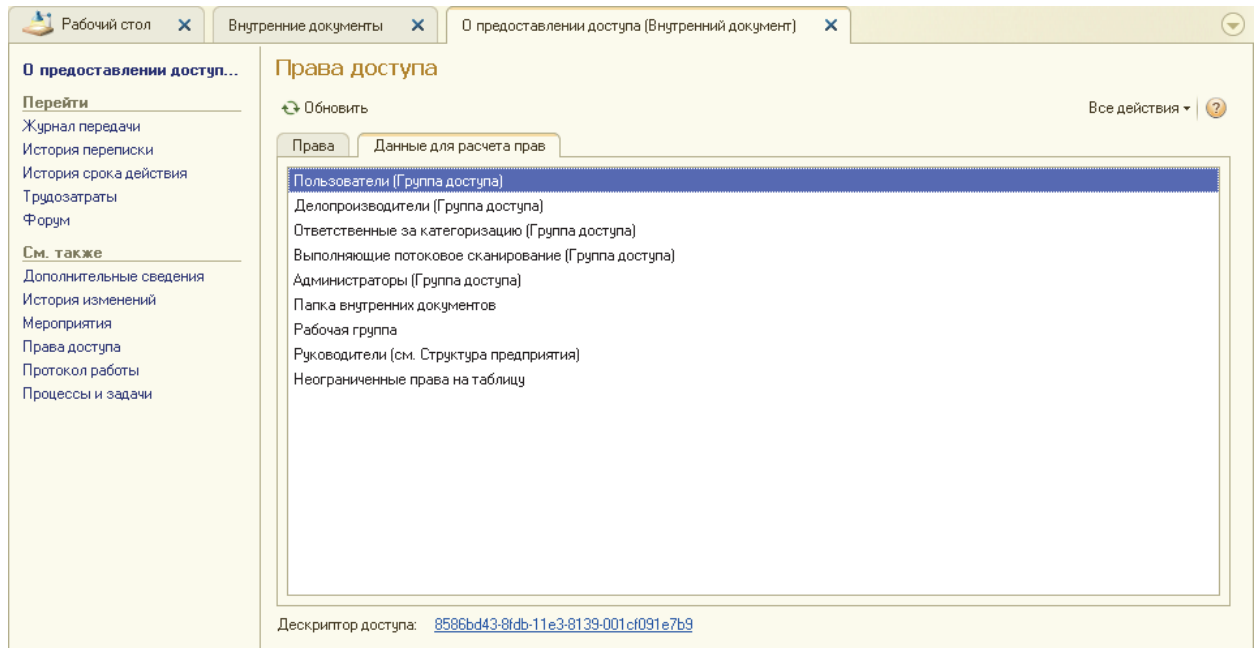 Рабочий стол
Внутренние документы
О предоставлении доступа (Внутренний документ)
О предоставлении доступ...
Перейти
Журнал передачи
История переписки
История срока действия
Трудозатраты
Форум
См. также
Дополнительные сведения
История изменений
Мероприятия
Права доступа
Протокол работы
Процессы и задачи
Права доступа
Обновить
Все действия
?
Права
Данные для расчета прав
Пользователи (Группа доступа)
Делопроизводители (Группа доступа)
Ответственные за категоризацию (Группа доступа)
Выполняющие потоковое сканирование (Группа доступа)
Администраторы (Группа доступа)
Папка внутренних документов
Рабочая группа
Руководители (см. Структура предприятия)
Неограниченные права на таблицу
Дескриптор доступа: 8586bd43-8fdb-11e3-8139-001cf091e7b9